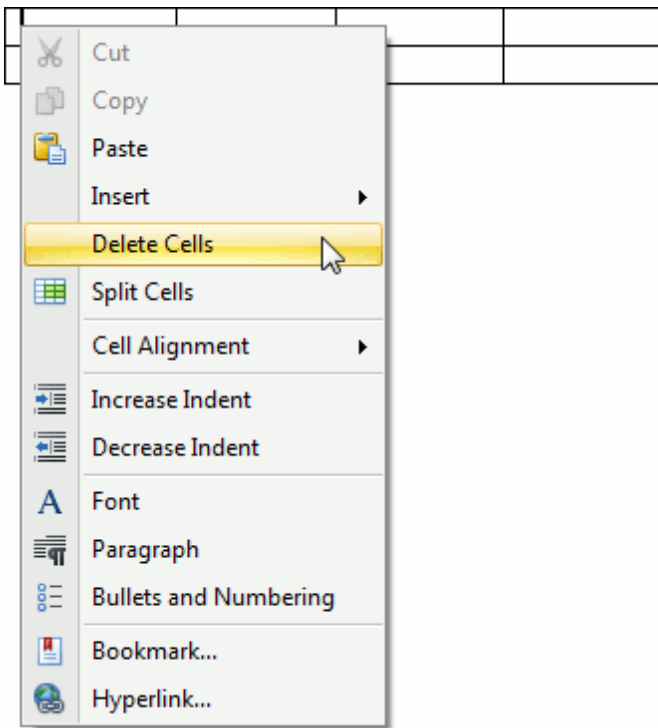 Cut
Copy
Paste
Insert
Delete Cells
Split Cells
Cell Alignment
Increase Indent
Decrease Indent
Font
Paragraph
Bullets and Numbering
Bookmark...
Hyperlink...